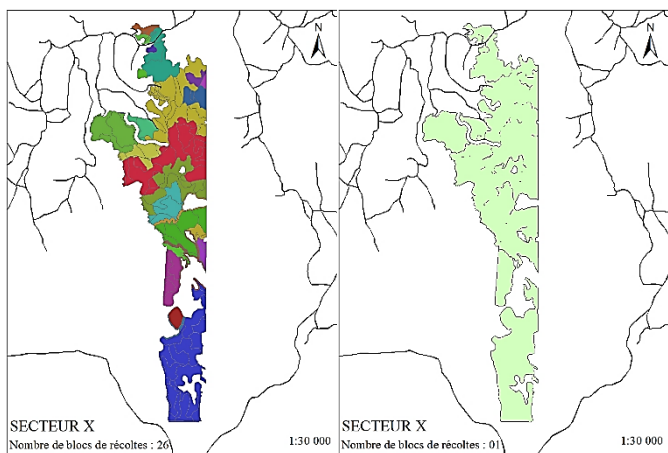 N
SECTEUR X
Nombre de blocs de récoltes : 26
1:30 000
N
SECTEUR X
Nombre de blocs de récoltes : 01
1:30 000